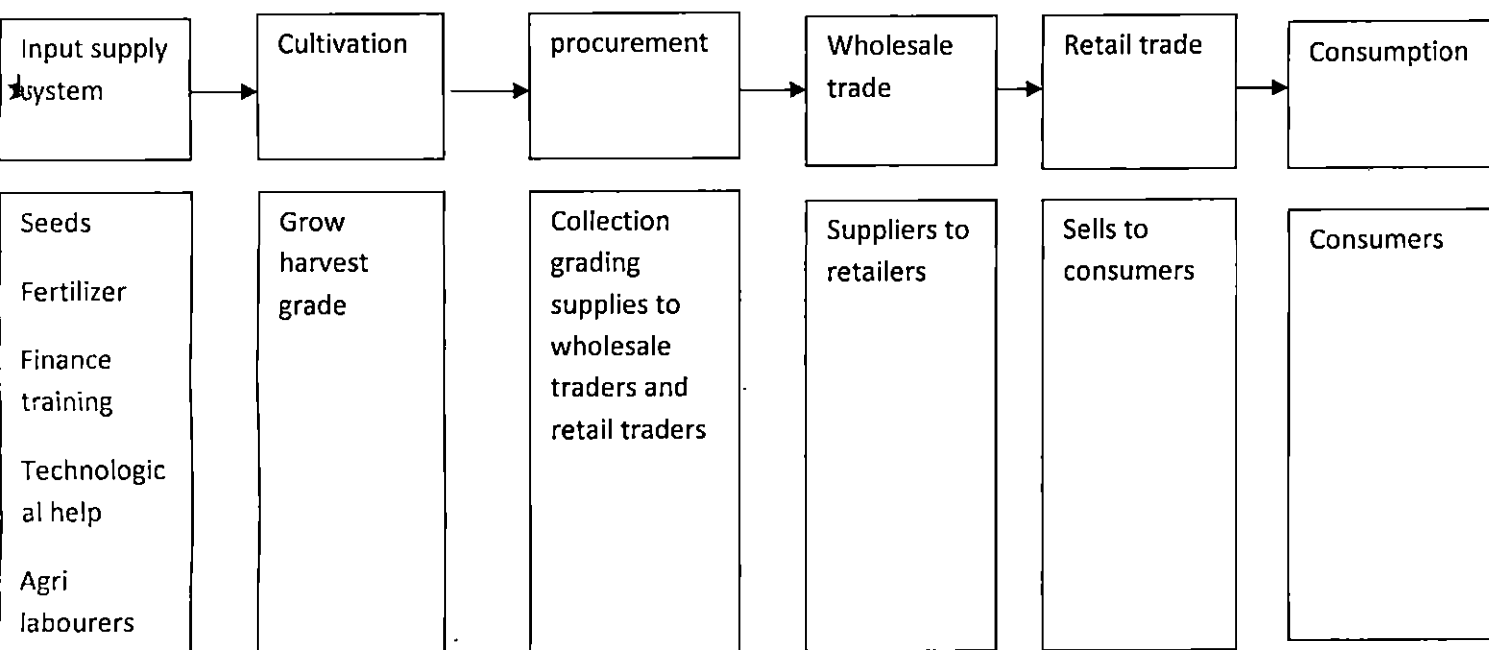 Input supply
system
Cultivation
procurement
Wholesale
trade
Retail trade
Consumption
Seeds
Fertilizer
Finance
training
Technologic
al help
Agri
labourers
Grow
harvest
grade
Collection
grading
supplies to
wholesale
traders and
retail traders
Suppliers to
retailers
Sells to
consumers
Consumers